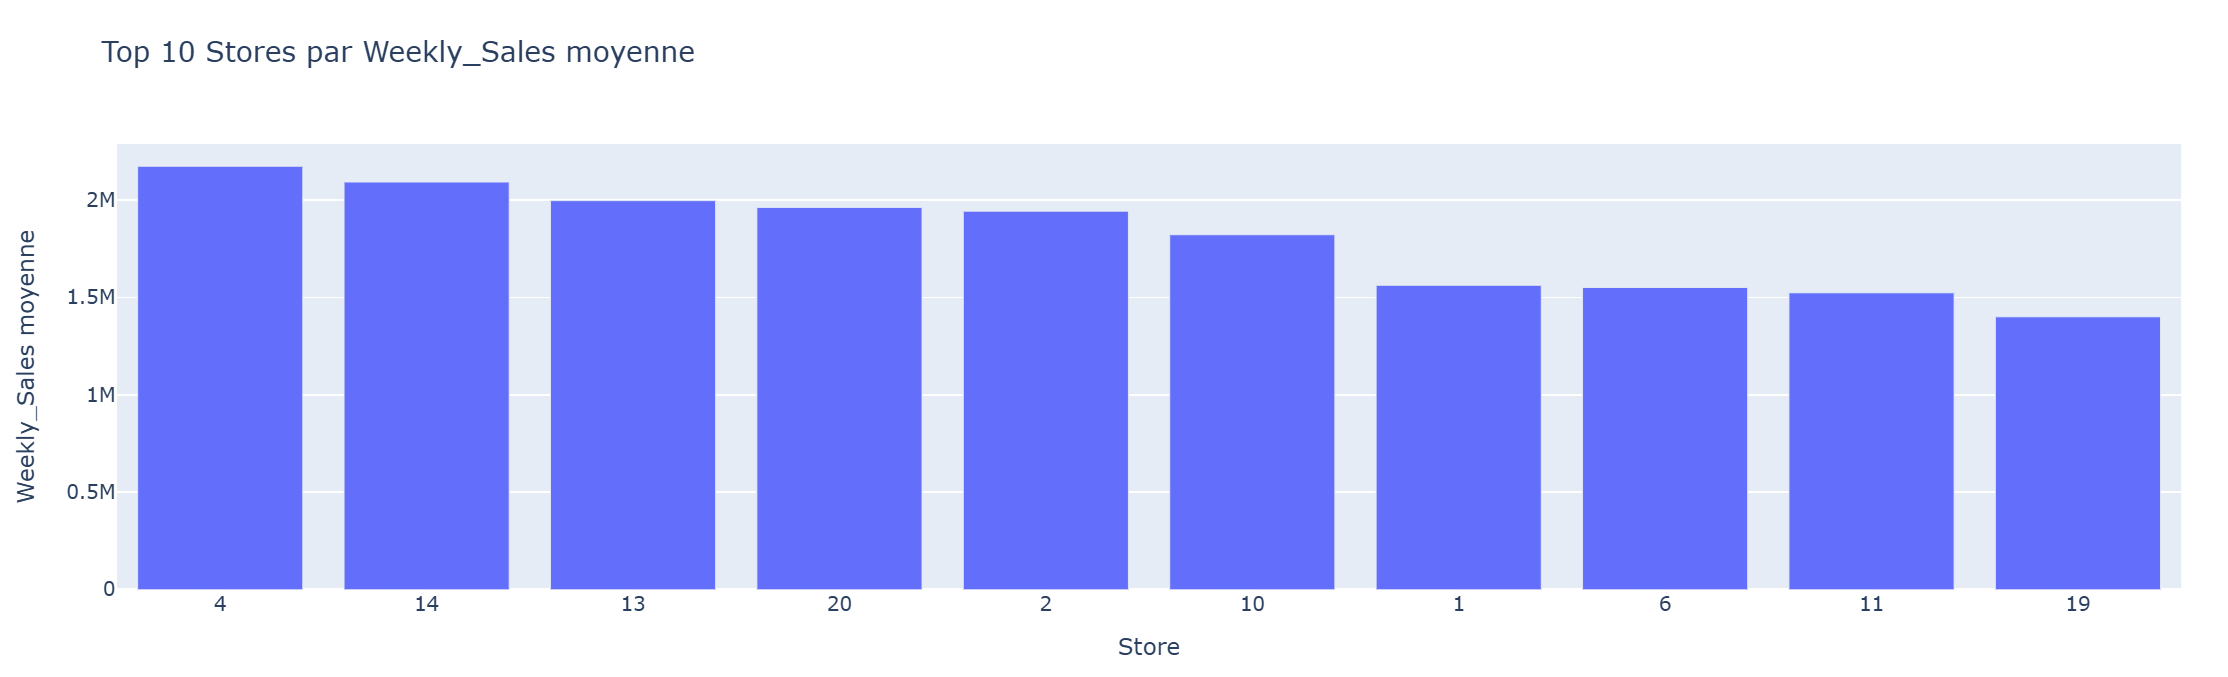 Top 10 Stores par Weekly_Sales moyenne
Weekly_Sales moyenne
2M
1.5M
1M
0.5M
0
4 14 13 20 2 10 1 6 11 19
Store